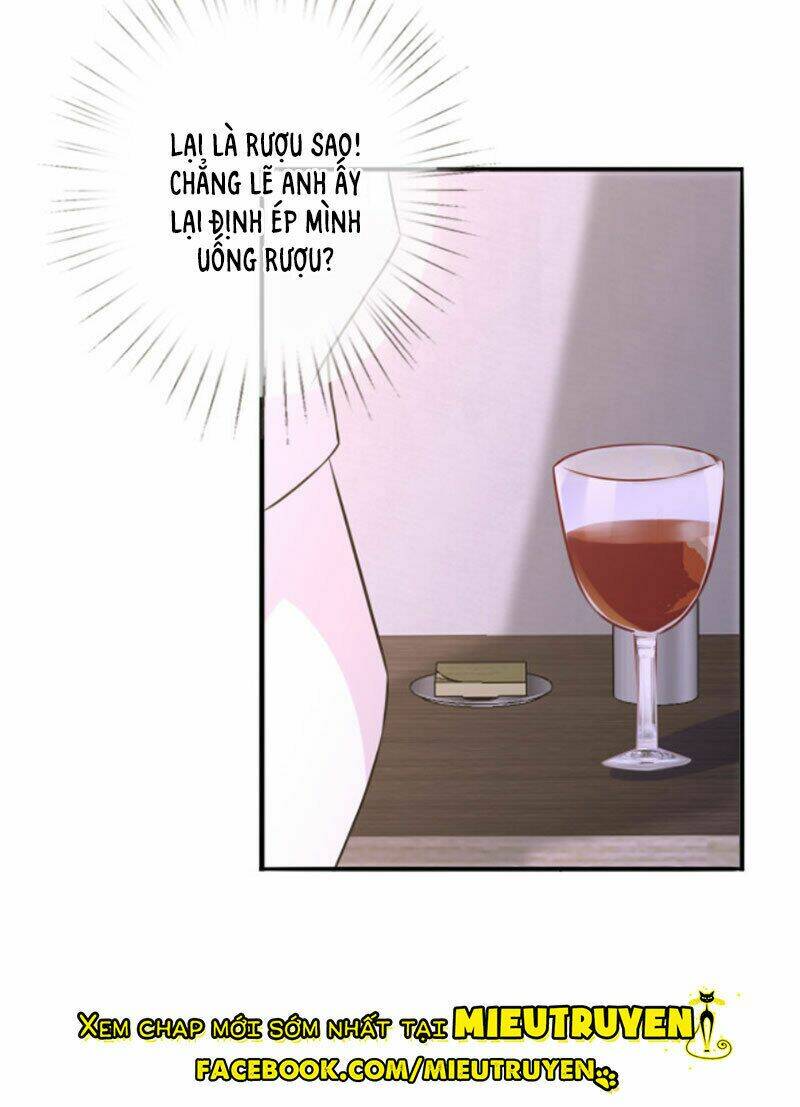 LẠI LÀ RƯỢU SAO!
CHẲNG LẼ ANH ẤY
LẠI ĐỊNH ÉP MÌNH
UỐNG RƯỢU?
XEM CHAP MỚI SỚM NHẤT TẠI MIEUTRUYEN
FACEBOOK.COM/MIEUTRUYEN